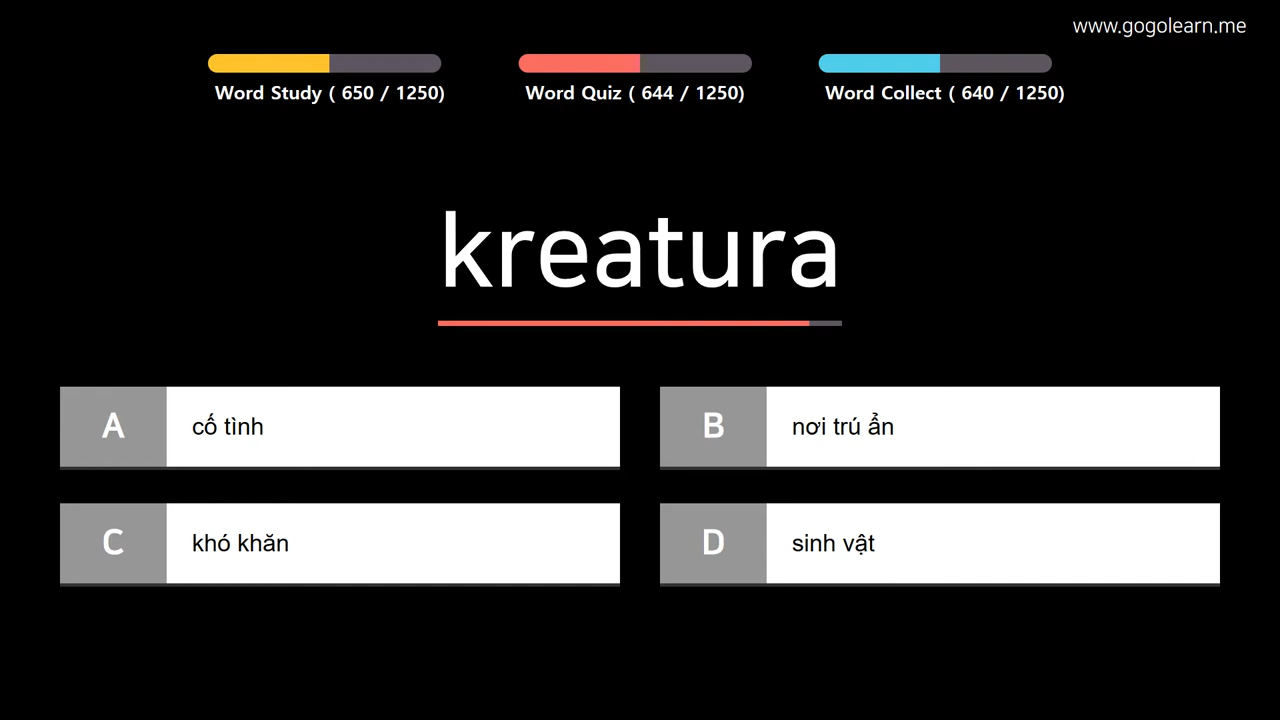 www.gogolearn.me
Word Study ( 650 / 1250)
Word Quiz ( 644 / 1250)
Word Collect ( 640 / 1250)
kreatura
A cố tình
B nơi trú ẩn
C khó khăn
D sinh vật